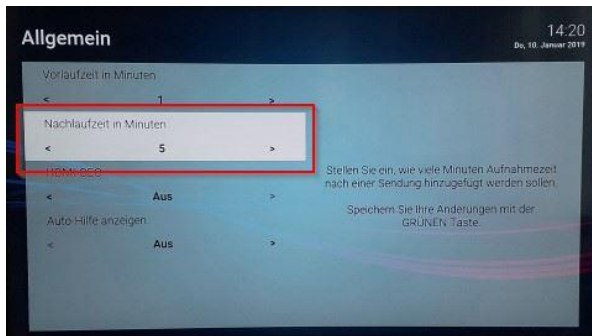 Allgemein
14:20
Do, 10. Januar 2019
Vorlaufzeit in Minuten
< 1 >
Nachlaufzeit in Minuten
< 5 >
HDMI-CEC
< Aus >
Auto-Hilfe anzeigen
< Aus >
Stellen Sie ein, wie viele Minuten Aufnahmezeit
nach einer Sendung hinzugefügt werden sollen.
Speichern Sie Ihre Änderungen mit der
GRÜNEN Taste.